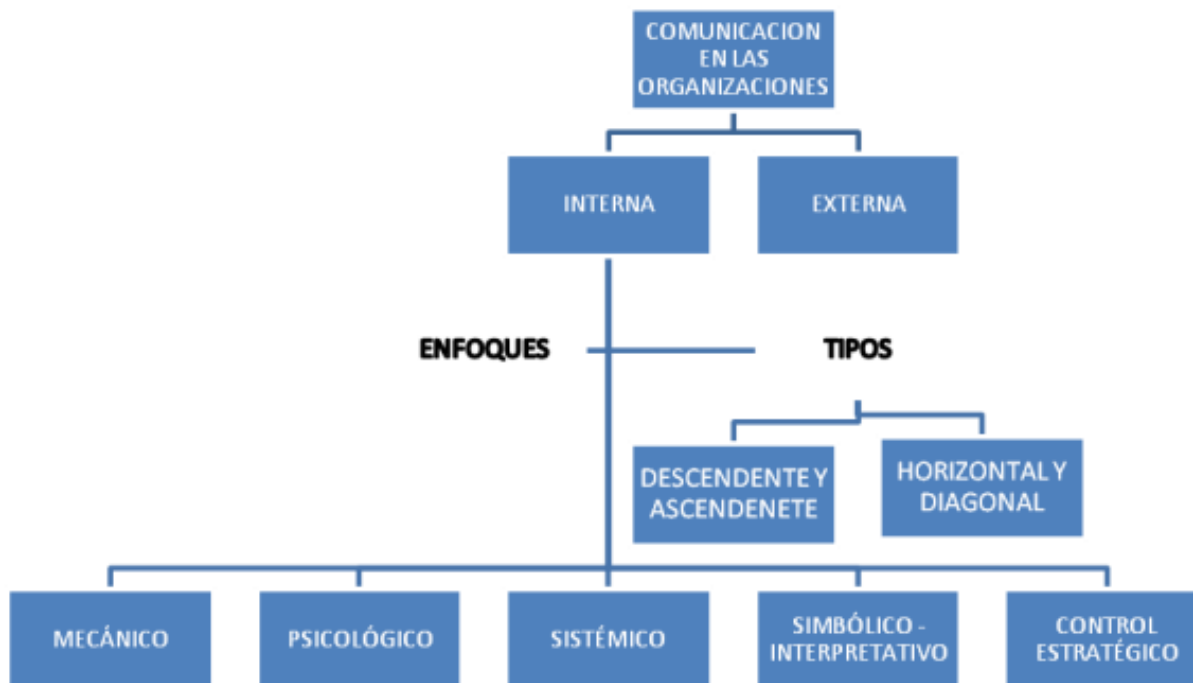 COMUNICACION
EN LAS
ORGANIZACIONES
INTERNA
EXTERNA
ENFOQUES
TIPOS
DESCENDENTE Y
ASCENDENETE
HORIZONTAL Y
DIAGONAL
MECÁNICO
PSICOLÓGICO
SISTÉMICO
SIMBÓLICO -
INTERPRETATIVO
CONTROL
ESTRATÉGICO